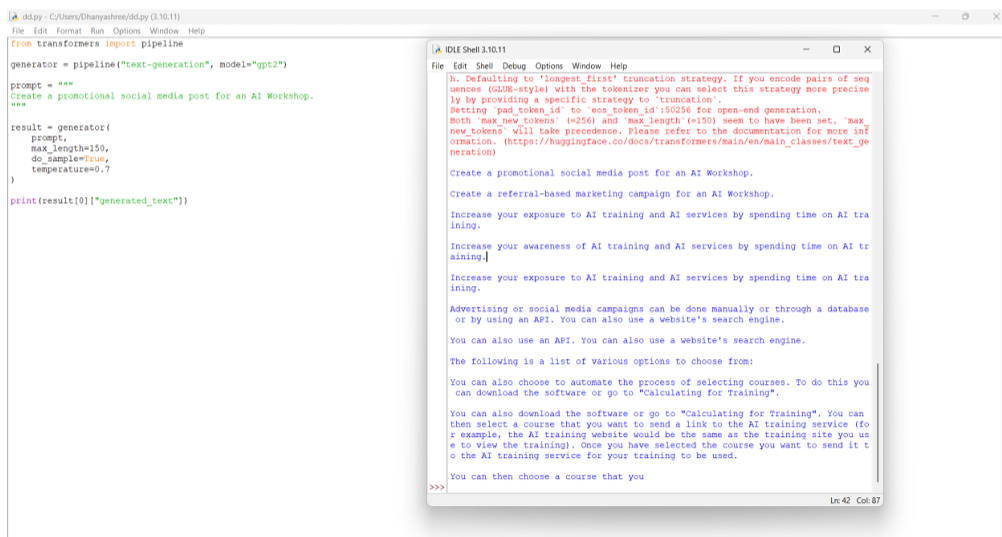 dd.py - C:/Users/Dhanyashree/dd.py (3.10.11)
File Edit Format Run Options Window Help
from transformers import pipeline
generator = pipeline("text-generation", model="gpt2")
prompt = """
Create a promotional social media post for an AI Workshop.
"""
result = generator(
    prompt,
    max_length=150,
    do_sample=True,
    temperature=0.7
)
print(result[0]["generated_text"])
IDLE Shell 3.10.11
File Edit Shell Debug Options Window Help
h. Defaulting to 'longest_first' truncation strategy. If you encode pairs of seq
uences (GLUE-style) with the tokenizer you can select this strategy more precise
ly by providing a specific strategy to `truncation`.
Setting `pad_token_id` to `eos_token_id`:50256 for open-end generation.
Both `max_new_tokens` (=256) and `max_length`(=150) seem to have been set. `max_
new_tokens` will take precedence. Please refer to the documentation for more inf
ormation. (https://huggingface.co/docs/transformers/main/en/main_classes/text_ge
neration)
Create a promotional social media post for an AI Workshop.
Create a referral-based marketing campaign for an AI Workshop.
Increase your exposure to AI training and AI services by spending time on AI tra
ining.
Increase your awareness of AI training and AI services by spending time on AI tr
aining.
Increase your exposure to AI training and AI services by spending time on AI tra
ining.
Advertising or social media campaigns can be done manually or through a database
 or by using an API. You can also use a website's search engine.
You can also use an API. You can also use a website's search engine.
The following is a list of various options to choose from:
You can also choose to automate the process of selecting courses. To do this you
 can download the software or go to "Calculating for Training".
You can also download the software or go to "Calculating for Training". You can
then select a course that you want to send a link to the AI training service (fo
r example, the AI training website would be the same as the training site you us
e to view the training). Once you have selected the course you want to send it t
o the AI training service for your training to be used.
You can then choose a course that you
>>>
Ln: 42 Col: 87